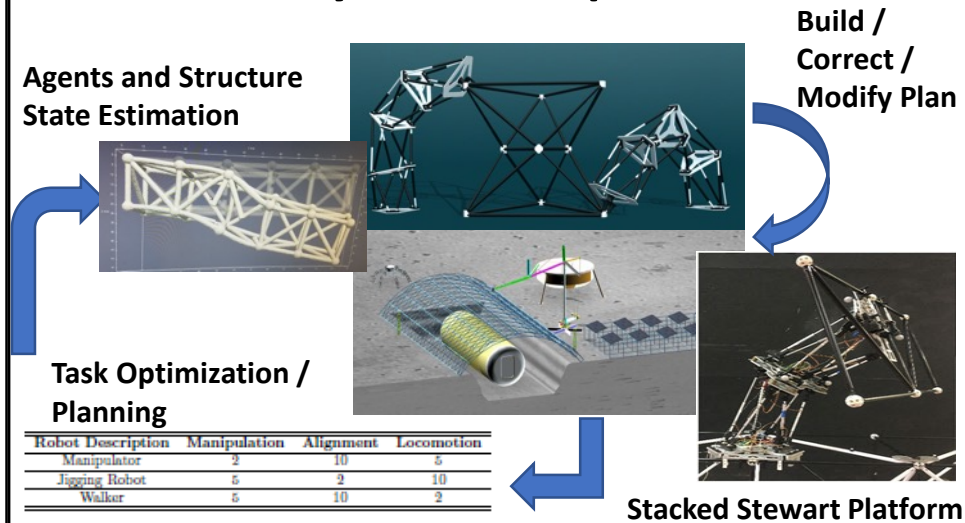 Build /
Correct /
Modify Plan
Agents and Structure
State Estimation
Task Optimization /
Planning
Robot Description Manipulation Alignment Locomotion
Manipulator 2 10 5
Jigging Robot 5 2 10
Walker 5 10 2
Stacked Stewart Platform